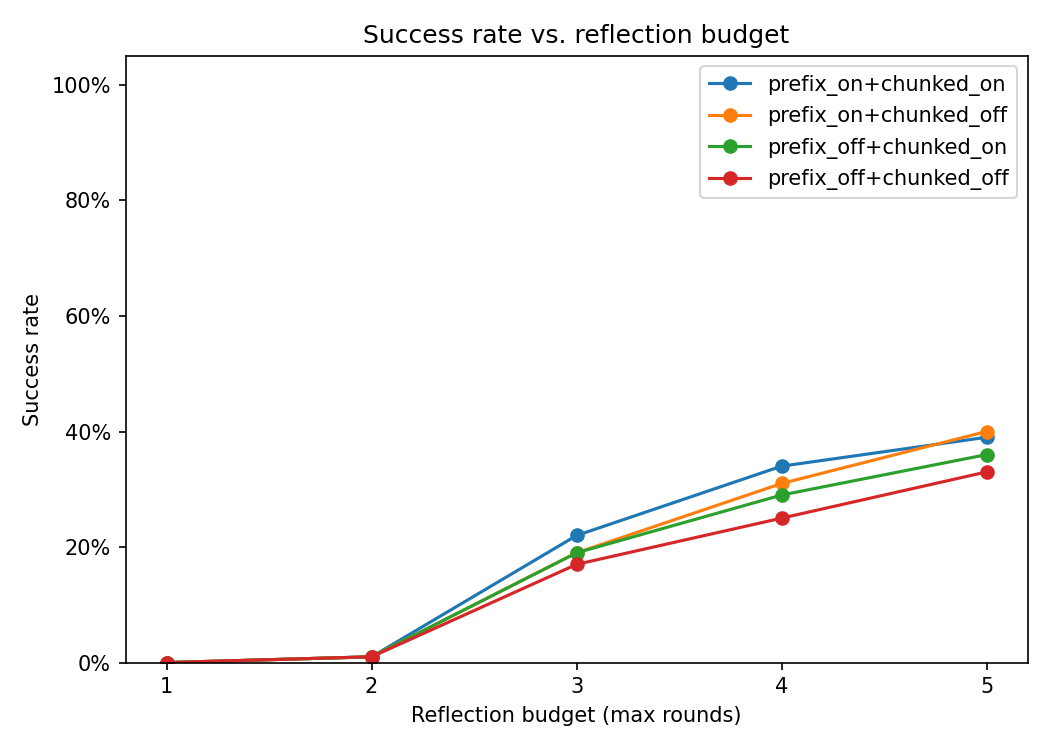 Success rate vs. reflection budget
100%
80%
60%
40%
20%
0%
Success rate
prefix_on+chunked_on
prefix_on+chunked_off
prefix_off+chunked_on
prefix_off+chunked_off
1 2 3 4 5
Reflection budget (max rounds)